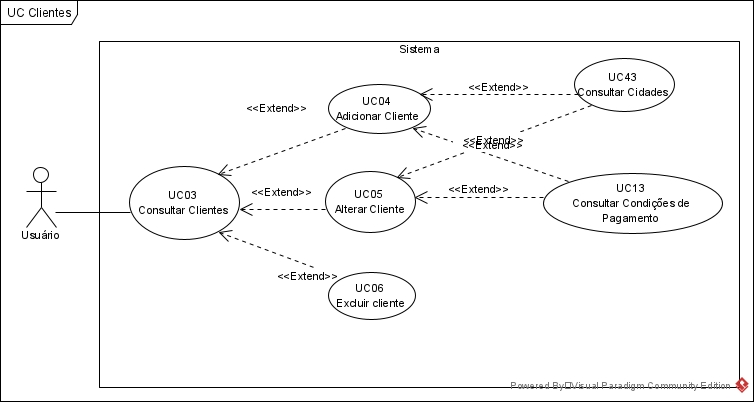 UC Clientes
Sistema
UC43
Consultar Cidades
<<Extend>>
UC04
Adicionar Cliente
<<Extend>>
<<Extend>>
<<Extend>>
UC03
Consultar Clientes
<<Extend>>
UC05
Alterar Cliente
<<Extend>>
UC13
Consultar Condições de
Pagamento
Usuário
<<Extend>>
UC06
Excluir cliente
Powered By Visual Paradigm Community Edition